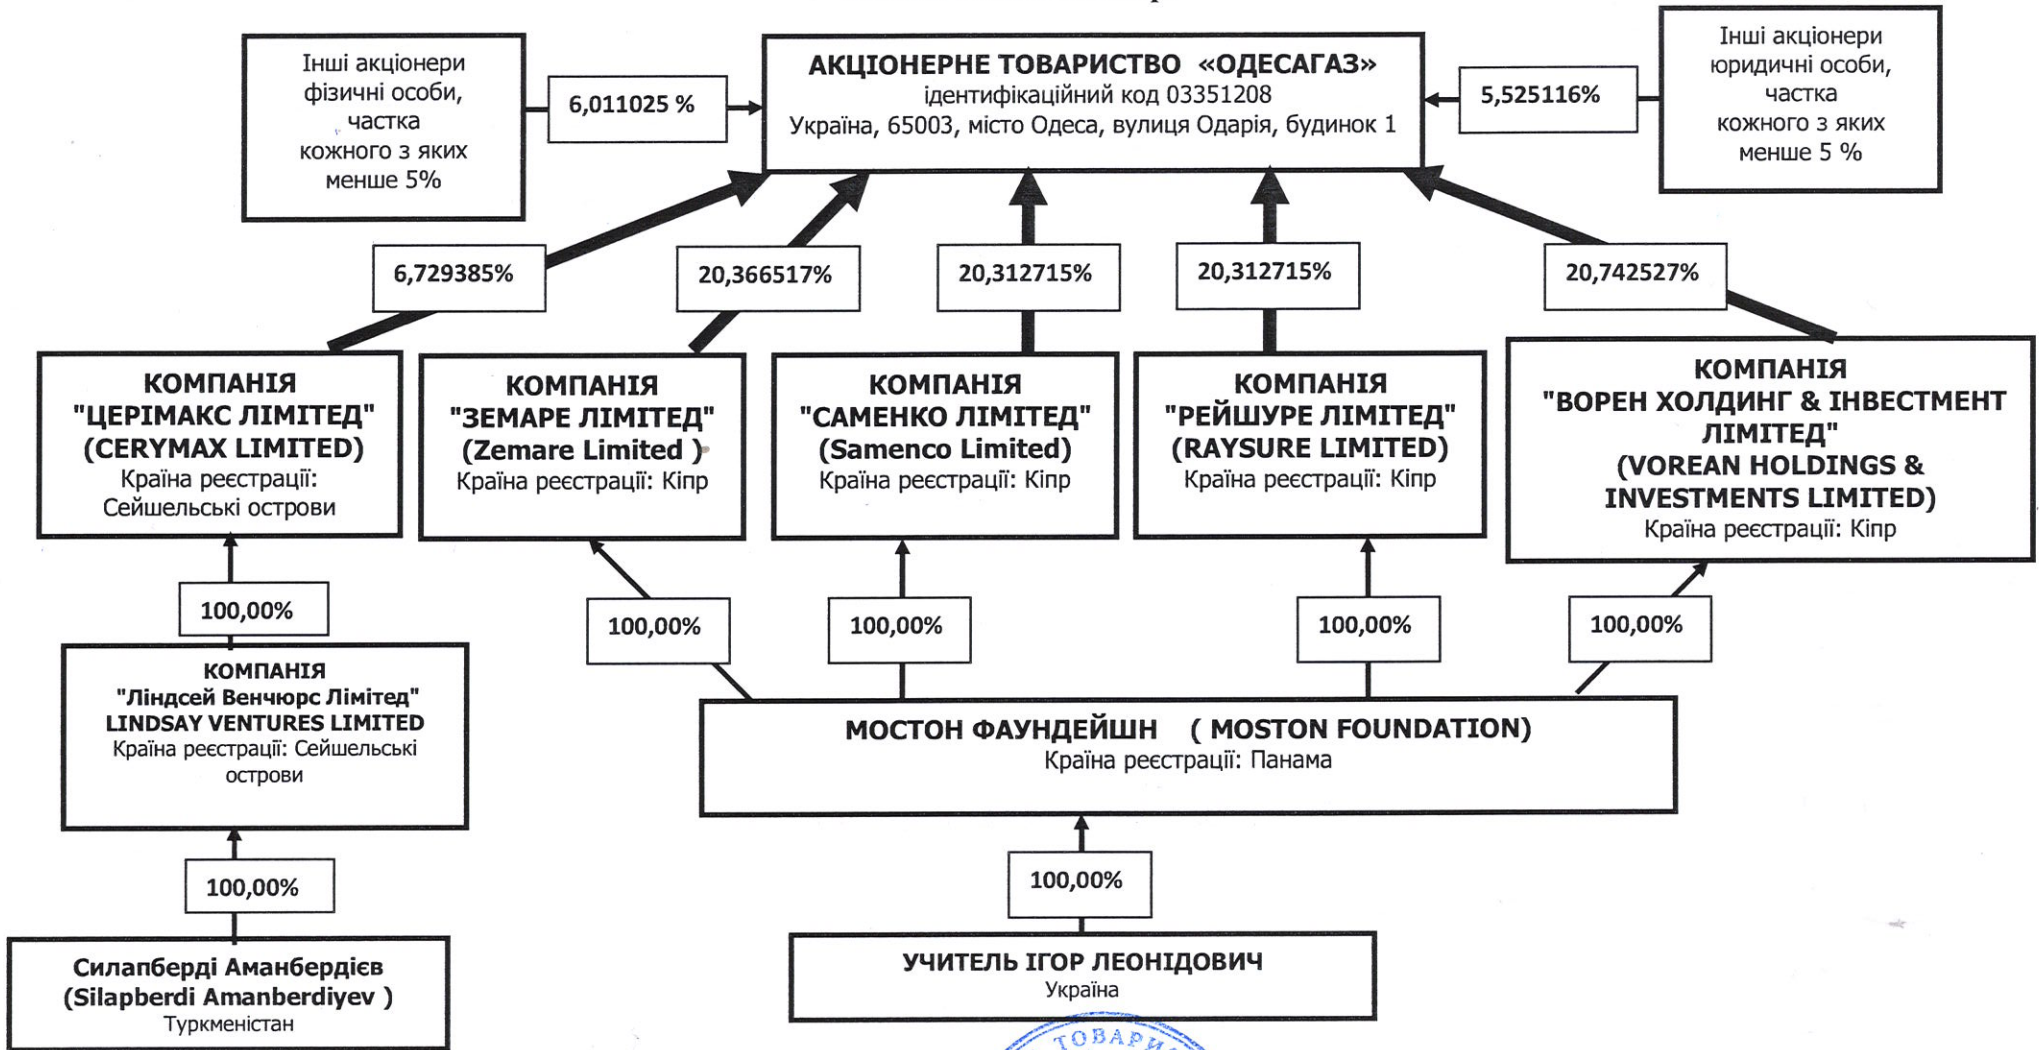 Інші акціонери
фізичні особи,
частка
кожного з яких
менше 5%
6,011025 %
АКЦІОНЕРНЕ ТОВАРИСТВО «ОДЕСАГАЗ»
ідентифікаційний код 03351208
Україна, 65003, місто Одеса, вулиця Одарія, будинок 1
5,525116%
Інші акціонери
юридичні особи,
частка
кожного з яких
менше 5 %
6,729385%
20,366517%
20,312715%
20,312715%
20,742527%
КОМПАНІЯ
"ЦЕРІМАКС ЛІМІТЕД"
(CERYMAX LIMITED)
Країна реєстрації:
Сейшельські острови
КОМПАНІЯ
"ЗЕМАРЕ ЛІМІТЕД"
(Zemare Limited )
Країна реєстрації: Кіпр
КОМПАНІЯ
"САМЕНКО ЛІМІТЕД"
(Samenco Limited)
Країна реєстрації: Кіпр
КОМПАНІЯ
"РЕЙШУРЕ ЛІМІТЕД"
(RAYSURE LIMITED)
Країна реєстрації: Кіпр
КОМПАНІЯ
"ВОРЕН ХОЛДИНГ & ІНВЕСТМЕНТ
ЛІМІТЕД"
(VOREAN HOLDINGS &
INVESTMENTS LIMITED)
Країна реєстрації: Кіпр
100,00%
100,00%
100,00%
100,00%
100,00%
КОМПАНІЯ
"Ліндсей Венчюрс Лімітед"
LINDSAY VENTURES LIMITED
Країна реєстрації: Сейшельські
острови
МОСТОН ФАУНДЕЙШН ( MOSTON FOUNDATION)
Країна реєстрації: Панама
100,00%
100,00%
Силапберді Аманбердієв
(Silapberdi Amanberdiyev )
Туркменістан
УЧИТЕЛЬ ІГОР ЛЕОНІДОВИЧ
Україна